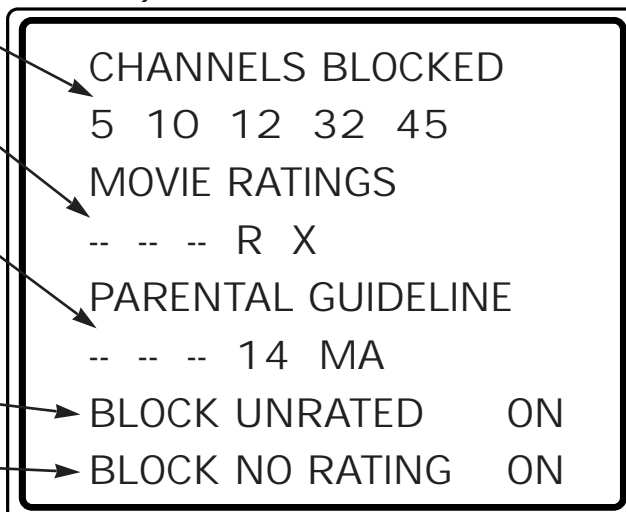 CHANNELS BLOCKED
5 10 12 32 45
MOVIE RATINGS
-- -- -- R X
PARENTAL GUIDELINE
-- -- -- 14 MA
BLOCK UNRATED ON
BLOCK NO RATING ON